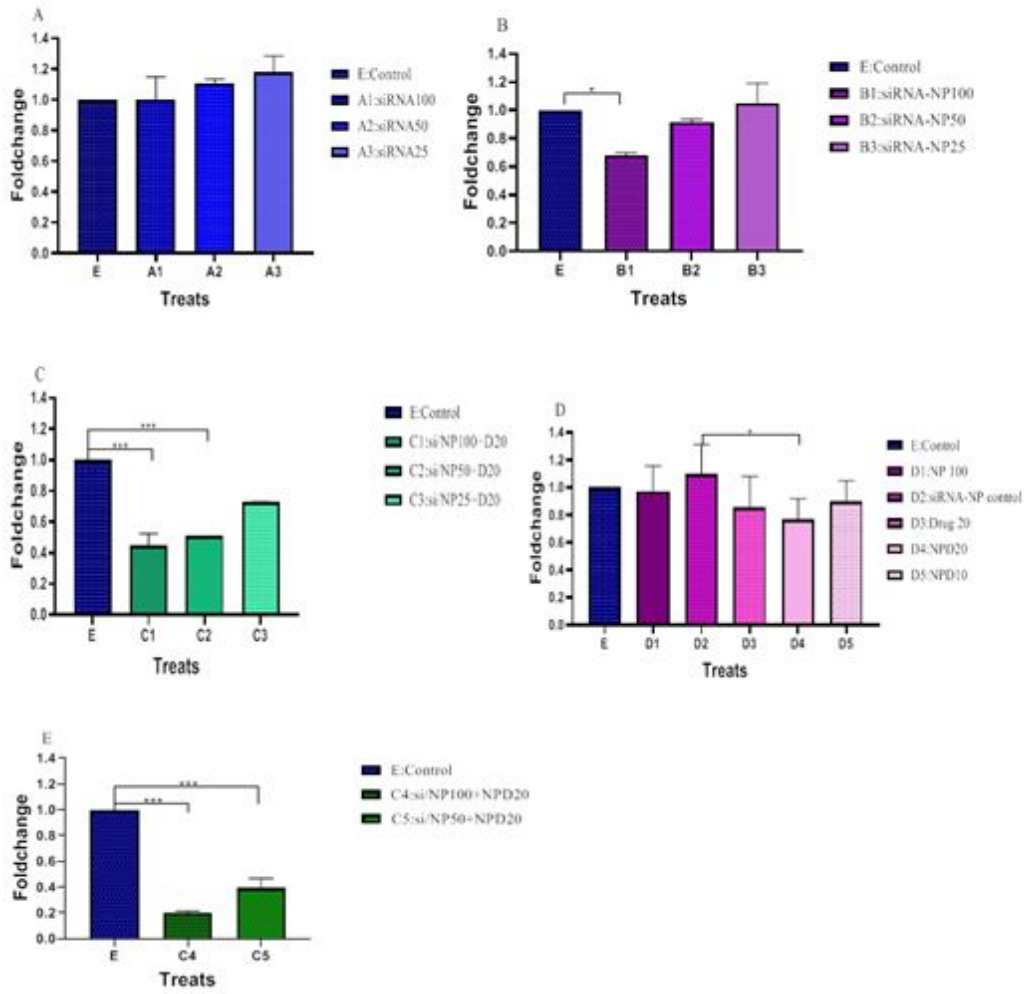 A
1.4
1.2
1.0
0.8
0.6
0.4
0.2
0.0
Foldchange
E A1 A2 A3
Treats
E:Control
A1:siRNA100
A2:siRNA50
A3:siRNA25
B
1.4
1.2
1.0
0.8
0.6
0.4
0.2
0.0
Foldchange
*
E B1 B2 B3
Treats
E:Control
B1:siRNA-NP100
B2:siRNA-NP50
B3:siRNA-NP25
C
1.4
1.2
1.0
0.8
0.6
0.4
0.2
0.0
Foldchange
***
***
E C1 C2 C3
Treats
E:Control
C1:si/NP100-D20
C2:si/NP50-D20
C3:si/NP25-D20
D
1.4
1.2
1.0
0.8
0.6
0.4
0.2
0.0
Foldchange
*
E D1 D2 D3 D4 D5
Treats
E:Control
D1:NP 100
D2:siRNA-NP control
D3:Drug 20
D4:NPD20
D5:NPD10
E
1.4
1.2
1.0
0.8
0.6
0.4
0.2
0.0
Foldchange
***
***
E C4 C5
Treats
E:Control
C4:si/NP100+NPD20
C5:si/NP50+NPD20